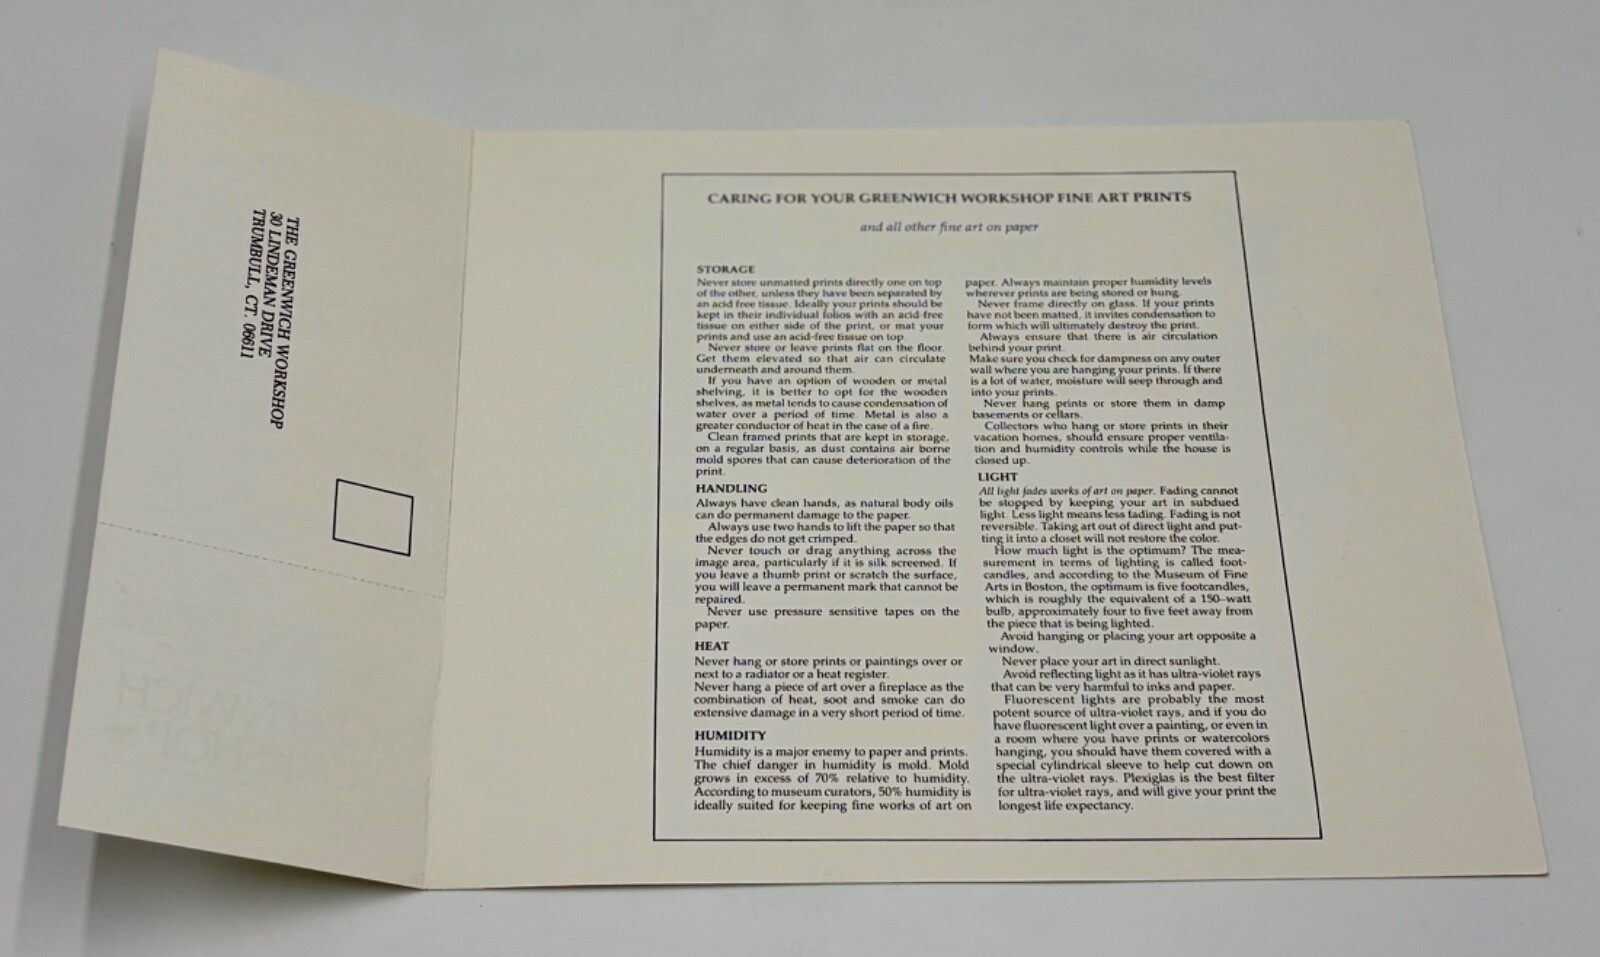 THE GREENWICH WORKSHOP
30 LINDEMAN DRIVE
TRUMBULL, CT. 06611
CARING FOR YOUR GREENWICH WORKSHOP FINE ART PRINTS
and all other fine art on paper
STORAGE
Never store unmatted prints directly one on top
of the other, unless they have been separated by
an acid free tissue. Ideally your prints should be
kept in their individual folios with an acid-free
tissue on either side of the print, or mat your
prints and use an acid-free tissue on top.
Never store or leave prints flat on the floor.
Get them elevated so that air can circulate
underneath and around them.
If you have an option of wooden or metal
shelving, it is better to opt for the wooden
shelves, as metal tends to cause condensation of
water over a period of time. Metal is also a
greater conductor of heat in the case of a fire.
Clean framed prints that are kept in storage,
on a regular basis, as dust contains air borne
mold spores that can cause deterioration of the
print.
HANDLING
Always have clean hands, as natural body oils
can do permanent damage to the paper.
Always use two hands to lift the paper so that
the edges do not get crimped.
Never touch or drag anything across the
image area, particularly if it is silk screened. If
you leave a thumb print or scratch the surface,
you will leave a permanent mark that cannot be
repaired.
Never use pressure sensitive tapes on the
paper.
HEAT
Never hang or store prints or paintings over or
next to a radiator or a heat register.
Never hang a piece of art over a fireplace as the
combination of heat, soot and smoke can do
extensive damage in a very short period of time.
HUMIDITY
Humidity is a major enemy to paper and prints.
The chief danger in humidity is mold. Mold
grows in excess of 70% relative to humidity.
According to museum curators, 50% humidity is
ideally suited for keeping fine works of art on
paper. Always maintain proper humidity levels
wherever prints are being stored or hung.
Never frame directly on glass. If your prints
have not been matted, it invites condensation to
form which will ultimately destroy the print.
Always ensure that there is air circulation
behind your print.
Make sure you check for dampness on any outer
wall where you are hanging your prints. If there
is a lot of water, moisture will seep through and
into your prints.
Never hang prints or store them in damp
basements or cellars.
Collectors who hang or store prints in their
vacation homes, should ensure proper ventila-
tion and humidity controls while the house is
closed up.
LIGHT
All light fades works of art on paper. Fading cannot
be stopped by keeping your art in subdued
light. Less light means less fading. Fading is not
reversible. Taking art out of direct light and put-
ting it into a closet will not restore the color.
How much light is the optimum? The mea-
surement in terms of lighting is called foot-
candles, and according to the Museum of Fine
Arts in Boston, the optimum is five footcandles,
which is roughly the equivalent of a 150-watt
bulb, approximately four to five feet away from
the piece that is being lighted.
Avoid hanging or placing your art opposite a
window.
Never place your art in direct sunlight.
Avoid reflecting light as it has ultra-violet rays
that can be very harmful to inks and paper.
Fluorescent lights are probably the most
potent source of ultra-violet rays, and if you do
have fluorescent light over a painting, or even in
a room where you have prints or watercolors
hanging, you should have them covered with a
special cylindrical sleeve to help cut down on
the ultra-violet rays. Plexiglas is the best filter
for ultra-violet rays, and will give your print the
longest life expectancy.